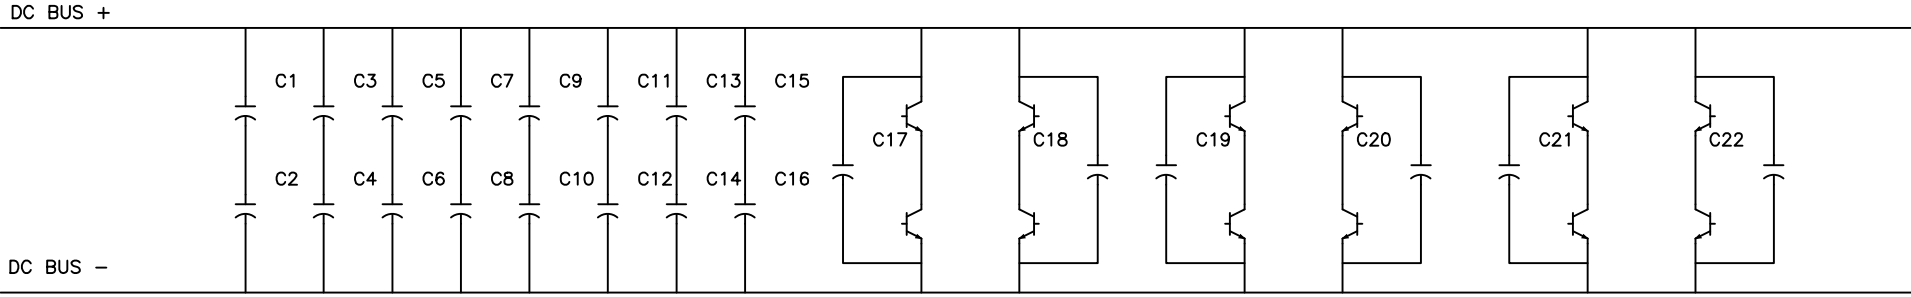 DC BUS +
C1 C3 C5 C7 C9 C11 C13 C15
C17 C18 C19 C20 C21 C22
C2 C4 C6 C8 C10 C12 C14 C16
DC BUS −